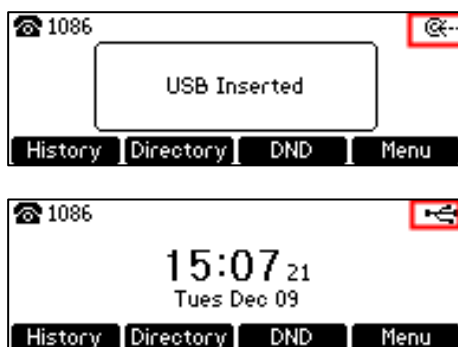 1086
USB Inserted
History Directory DND Menu
1086
15:07 21
Tues Dec 09
History Directory DND Menu